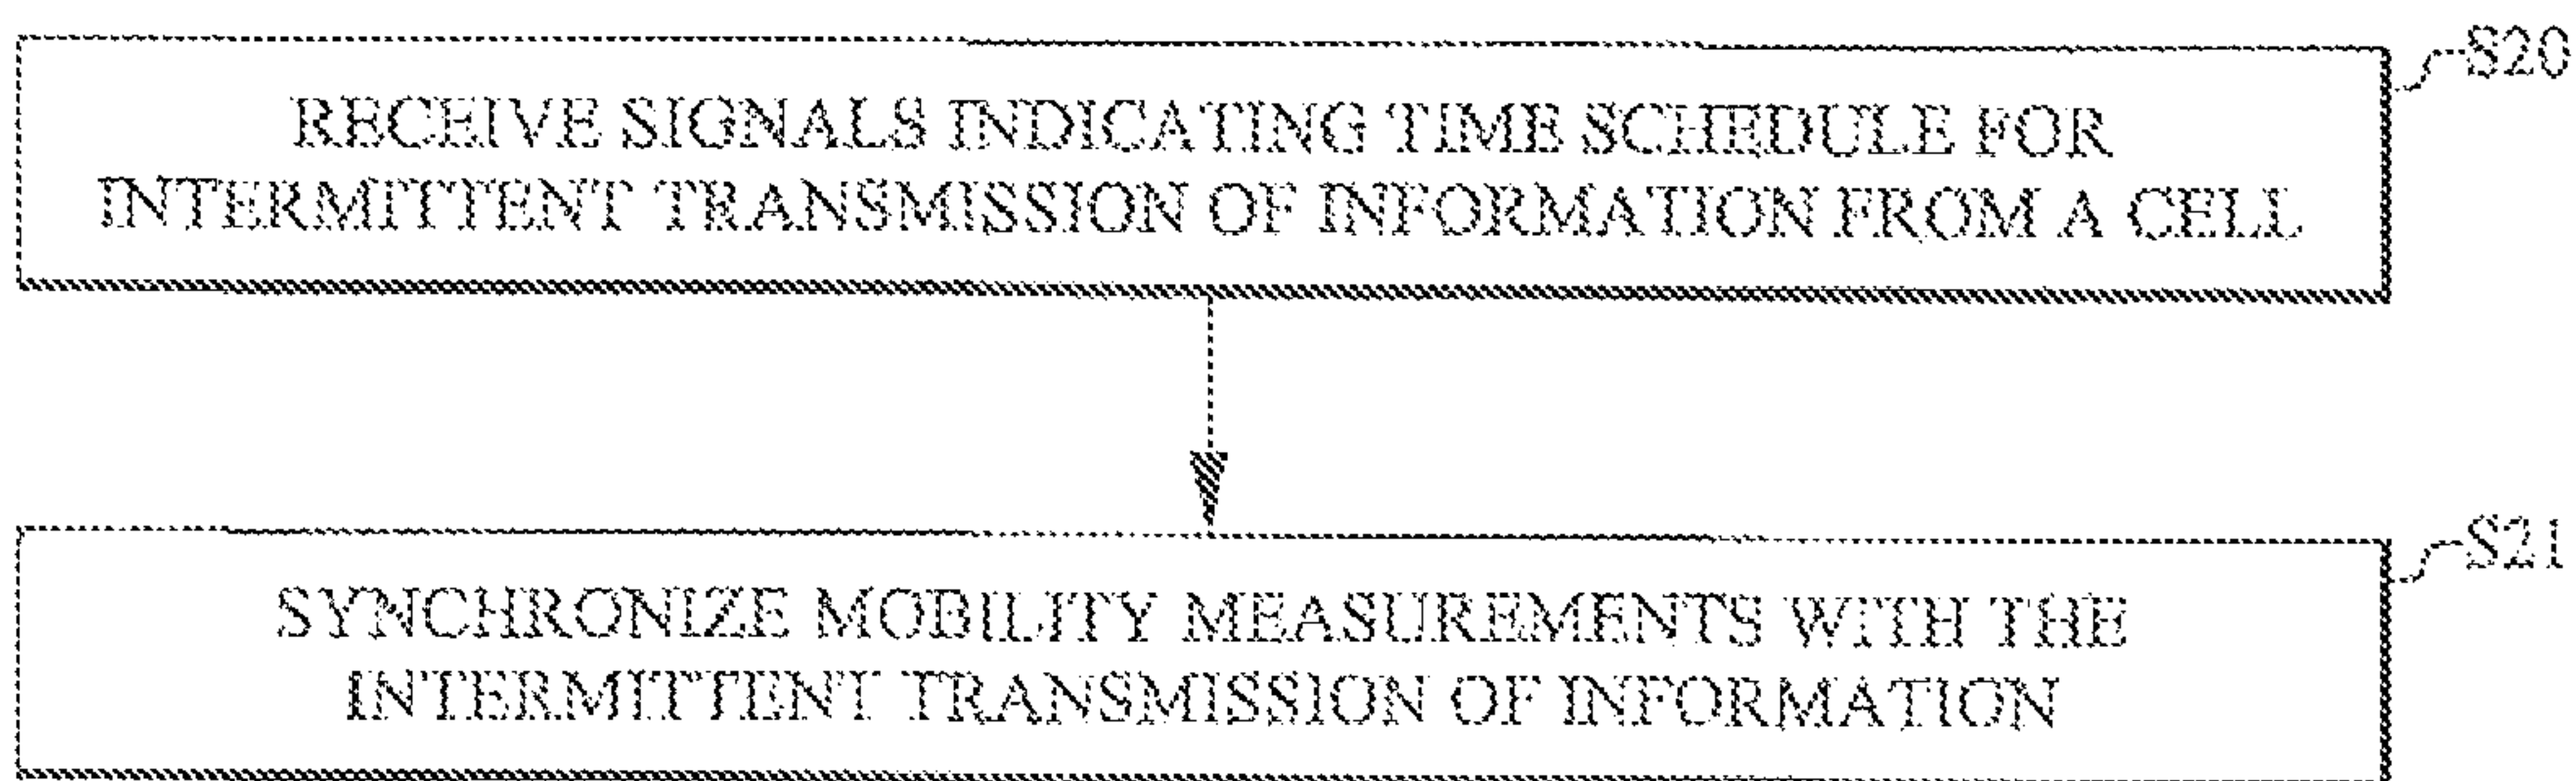 S20
RECEIVE SIGNALS INDICATING TIME SCHEDULE FOR
INTERMITTENT TRANSMISSION OF INFORMATION FROM A CELL
S21
SYNCHRONIZE MOBILITY MEASUREMENTS WITH THE
INTERMITTENT TRANSMISSION OF INFORMATION